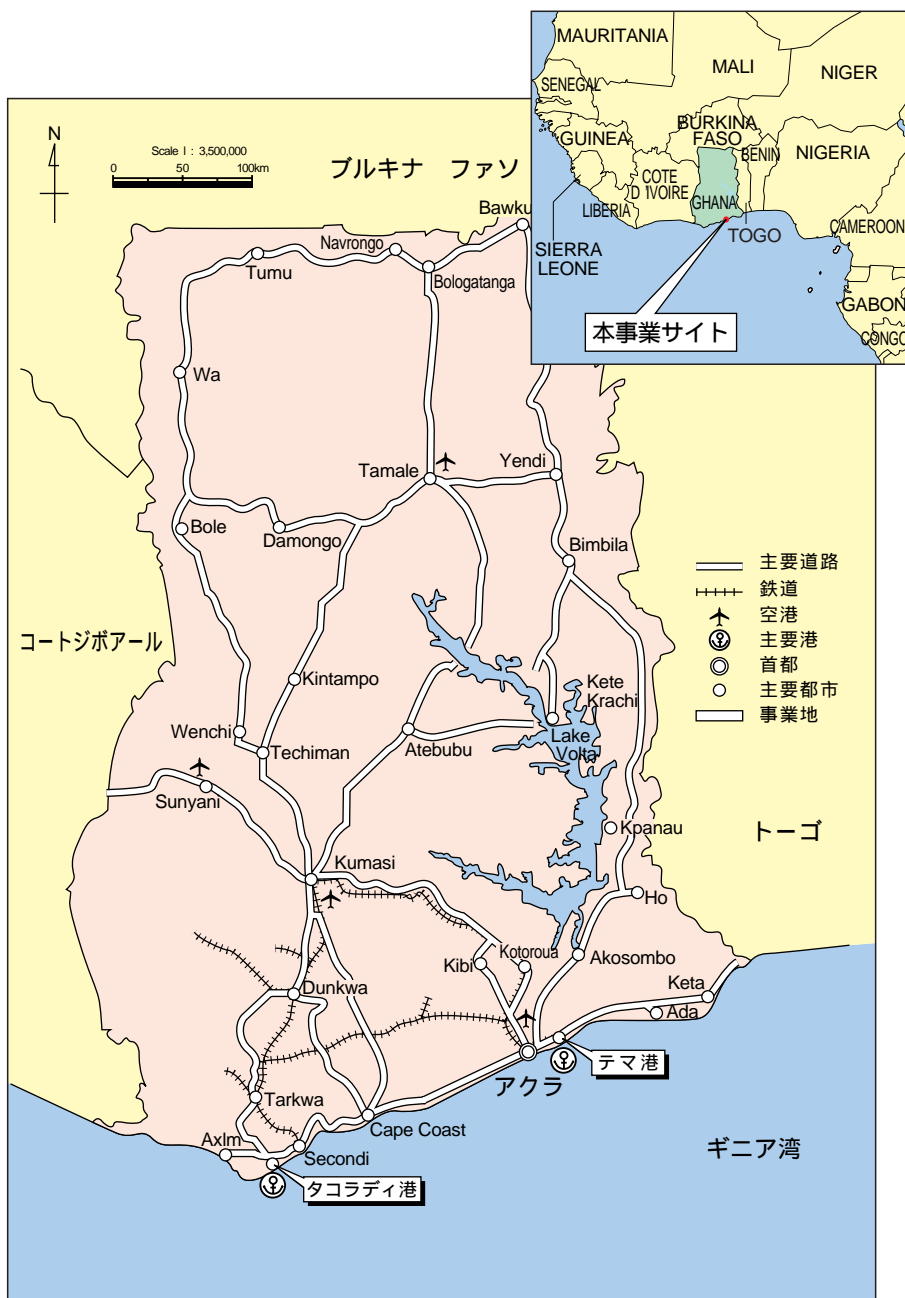 MAURITANIA
MALI
NIGER
SENEGAL
BURKINA
FASO
GUINEA
BENIN
NIGERIA
COTE
D 'IVOIRE
GHANA
LIBERIA
TOGO
CAMEROON
SIERRA
LEONE
GABON
CONGO
本事業サイト
N
Scale I : 3,500,000
0 50 100km
ブルキナ ファソ
Bawku
Navrongo
Tumu
Bologatanga
Wa
Tamale
Yendi
Bole
Damongo
Bimbila
主要道路
鉄道
空港
主要港
首都
主要都市
事業地
コートジボアール
Kintampo
Kete
Krachi
Wenchi
Techiman
Atebubu
Lake
Volta
Sunyani
Kpanau
トーゴ
Kumasi
Ho
Kibi
Kotoroua
Akosombo
Dunkwa
Keta
Ada
テマ港
アクラ
Tarkwa
Cape Coast
Axlm
Secondi
ギニア湾
タコラディ港